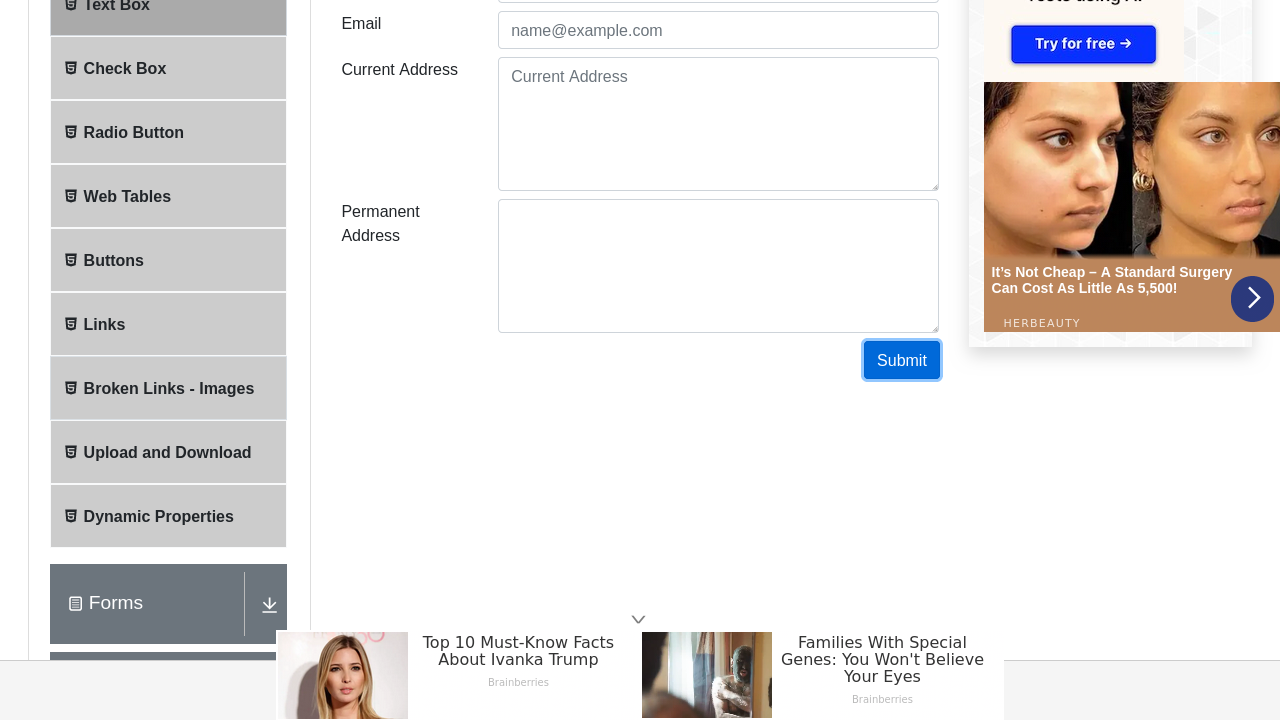 Text Box
Check Box
Radio Button
Web Tables
Buttons
Links
Broken Links - Images
Upload and Download
Dynamic Properties
Forms
Email
name@example.com
Current Address
Current Address
Permanent
Address
Submit
Try for free →
It's Not Cheap – A Standard Surgery
Can Cost As Little As 5,500!
HERBEAUTY
Top 10 Must-Know Facts
About Ivanka Trump
Brainberries
Families With Special
Genes: You Won't Believe
Your Eyes
Brainberries